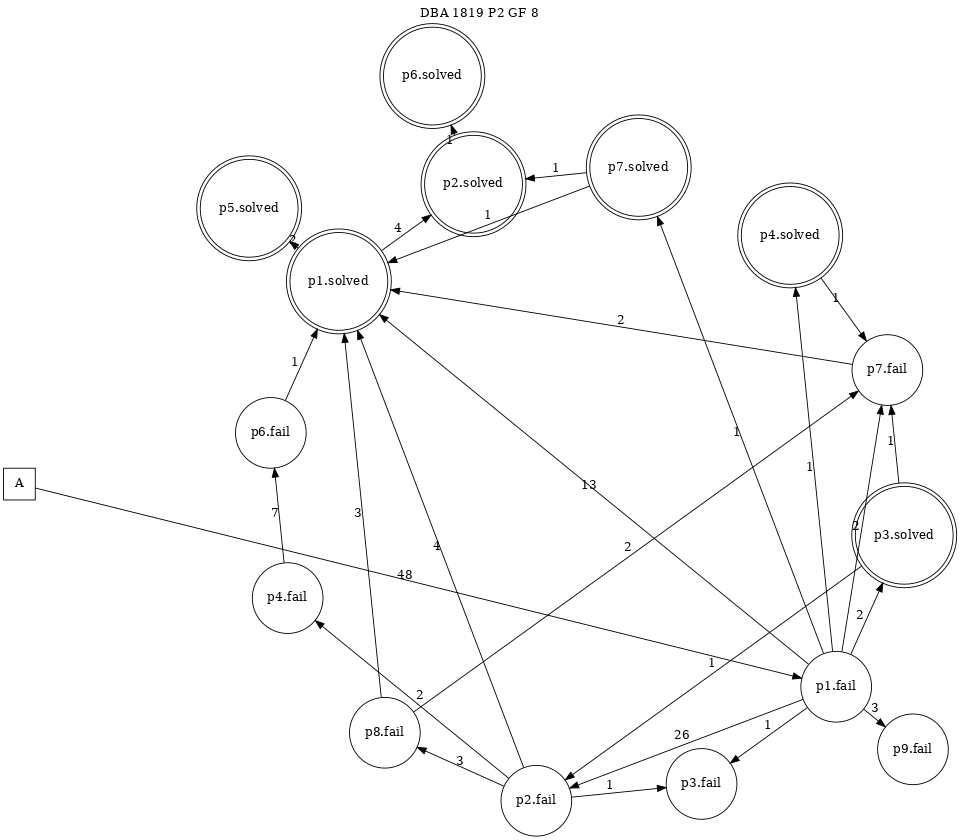 DBA 1819 P2 GF 8
p6.solved
1
p2.solved
p7.solved
1
1
p5.solved
2
4
p4.solved
1
p1.solved
2
p7.fail
1
p6.fail
1
1
1
A
7
3
4
13
2
2
p3.solved
p4.fail
48
2
1
p1.fail
2
3
p8.fail
26
1
p9.fail
3
p2.fail
1
p3.fail